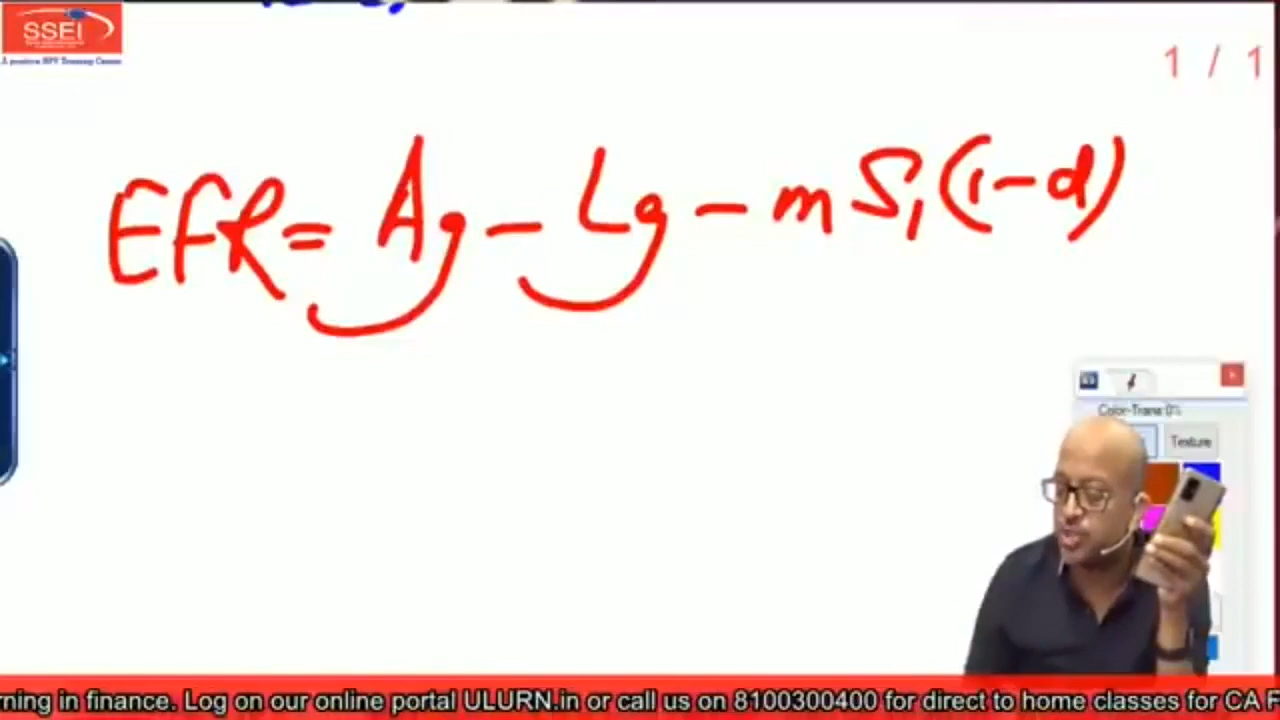 SSEI
1 / 1
EFR = Ag - Lg - m S₁ (1-d)
Color-Trans:0%
Texture
rning in finance. Log on our online portal ULURN.in or call us on 8100300400 for direct to home classes for CA F